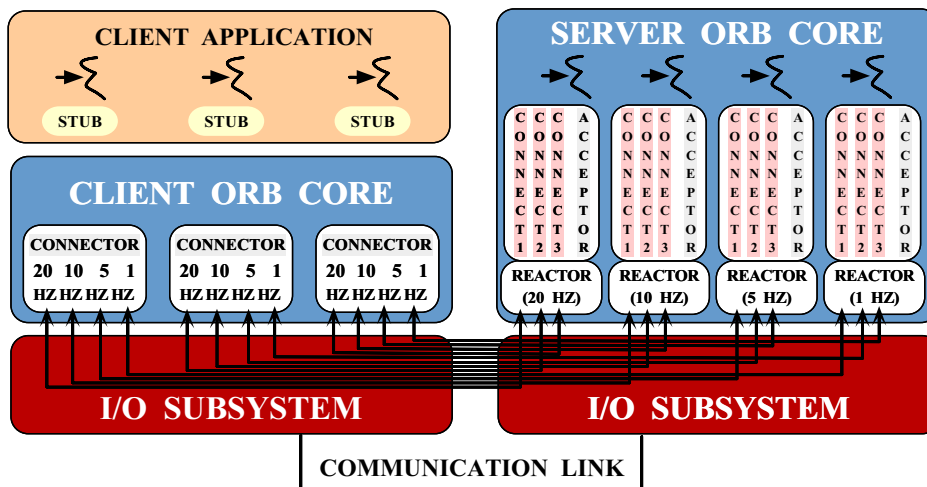 CLIENT APPLICATION
STUB STUB STUB
CLIENT ORB CORE
CONNECTOR CONNECTOR CONNECTOR
20 10 5 1 20 10 5 1 20 10 5 1
HZ HZ HZ HZ HZ HZ HZ HZ HZ HZ HZ HZ
I/O SUBSYSTEM
SERVER ORB CORE
CONNECT1 CONNECT2 CONNECT3 ACCEPTOR
CONNECT1 CONNECT2 CONNECT3 ACCEPTOR
CONNECT1 CONNECT2 CONNECT3 ACCEPTOR
CONNECT1 CONNECT2 CONNECT3 ACCEPTOR
REACTOR REACTOR REACTOR REACTOR
(20 HZ) (10 HZ) (5 HZ) (1 HZ)
I/O SUBSYSTEM
COMMUNICATION LINK